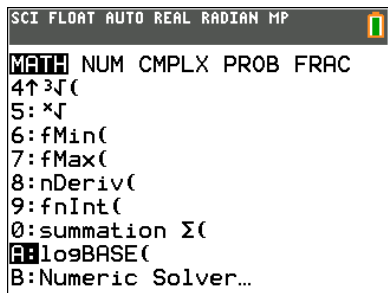 SCI FLOAT AUTO REAL RADIAN MP
MATH NUM CMPLX PROB FRAC
4↑³√(
5:ˣ√
6:fMin(
7:fMax(
8:nDeriv(
9:fnInt(
0:summation Σ(
A:logBASE(
B:Numeric Solver…